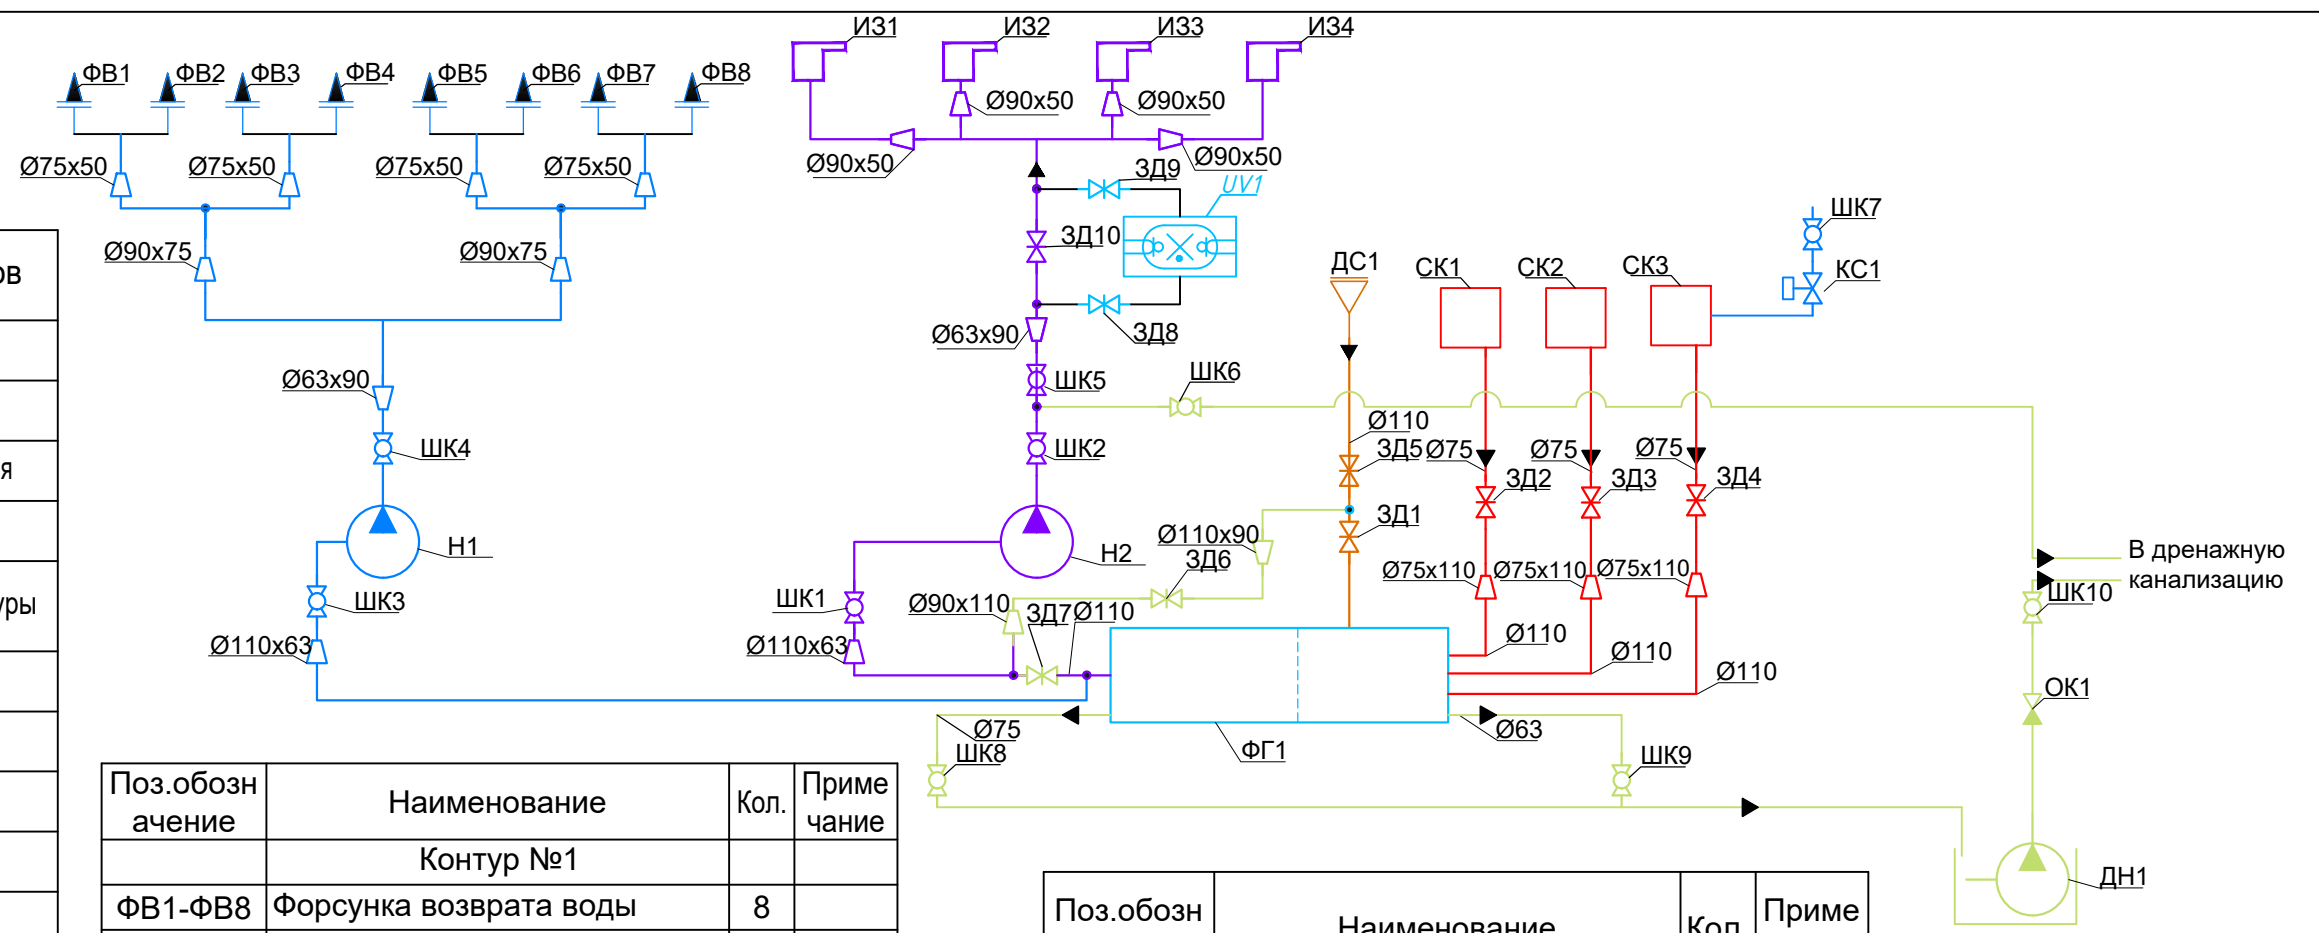 ИЗ1
ИЗ2
ИЗ3
ИЗ4
ФВ1
ФВ2
ФВ3
ФВ4
ФВ5
ФВ6
ФВ7
ФВ8
Ø90x50
Ø90x50
Ø90x50
Ø90x50
Ø75x50
Ø75x50
Ø75x50
Ø75x50
ЗД9
UV1
ЗД10
ШК7
Ø90x75
Ø90x75
ДС1
СК1
СК2
СК3
КС1
ов
ЗД8
Ø63x90
Ø63x90
ШК5
ШК6
Ø110
ШК4
ШК2
ЗД5
Ø75
Ø75
Ø75
я
ЗД2
ЗД3
ЗД4
ЗД1
Ø110x90
Н1
Н2
ЗД6
В дренажную
канализацию
Ø75x110
Ø75x110
Ø75x110
ШК10
уры
ШК3
ШК1
Ø90x110
ЗД7
Ø110
Ø110x63
Ø110x63
Ø110
Ø110
Ø110
ОК1
Ø75
Ø63
ШК8
ФГ1
ШК9
ДН1
Поз.обозн
ачение
Наименование
Кол.
Приме
чание
Контур №1
ФВ1-ФВ8
Форсунка возврата воды
8
Поз.обозн
Наименование
Кол
Приме